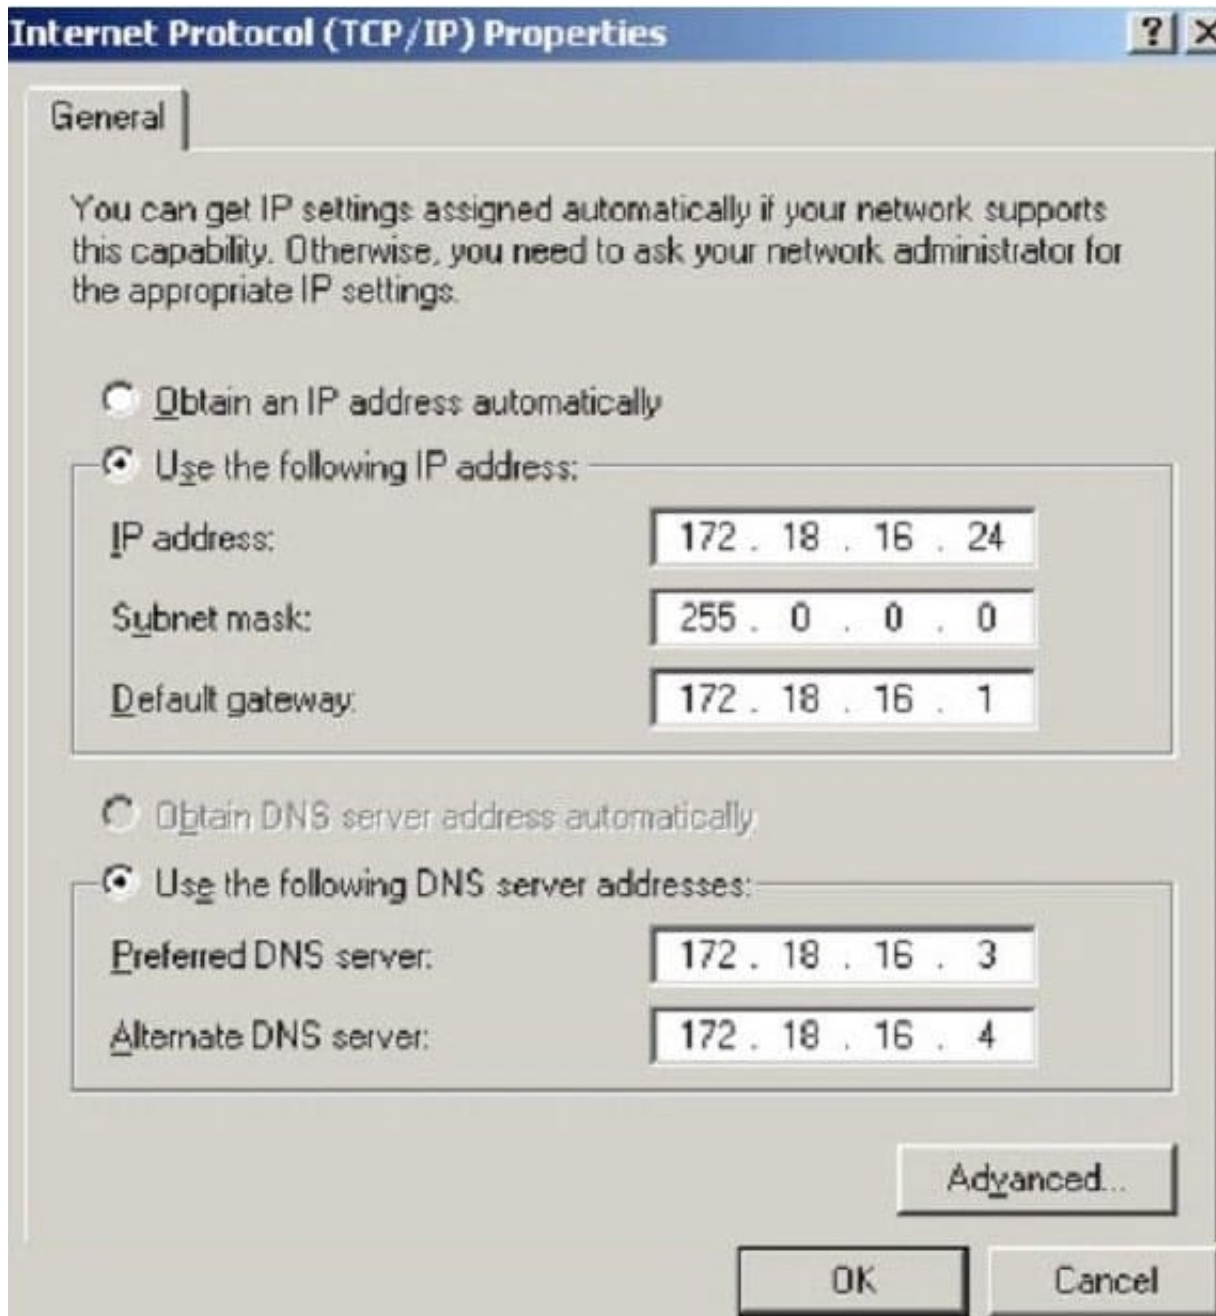 Internet Protocol (TCP/IP) Properties
General
You can get IP settings assigned automatically if your network supports
this capability. Otherwise, you need to ask your network administrator for
the appropriate IP settings.
Obtain an IP address automatically
Use the following IP address:
IP address: 172 . 18 . 16 . 24
Subnet mask: 255 . 0 . 0 . 0
Default gateway: 172 . 18 . 16 . 1
Obtain DNS server address automatically
Use the following DNS server addresses:
Preferred DNS server: 172 . 18 . 16 . 3
Alternate DNS server: 172 . 18 . 16 . 4
Advanced...
OK Cancel